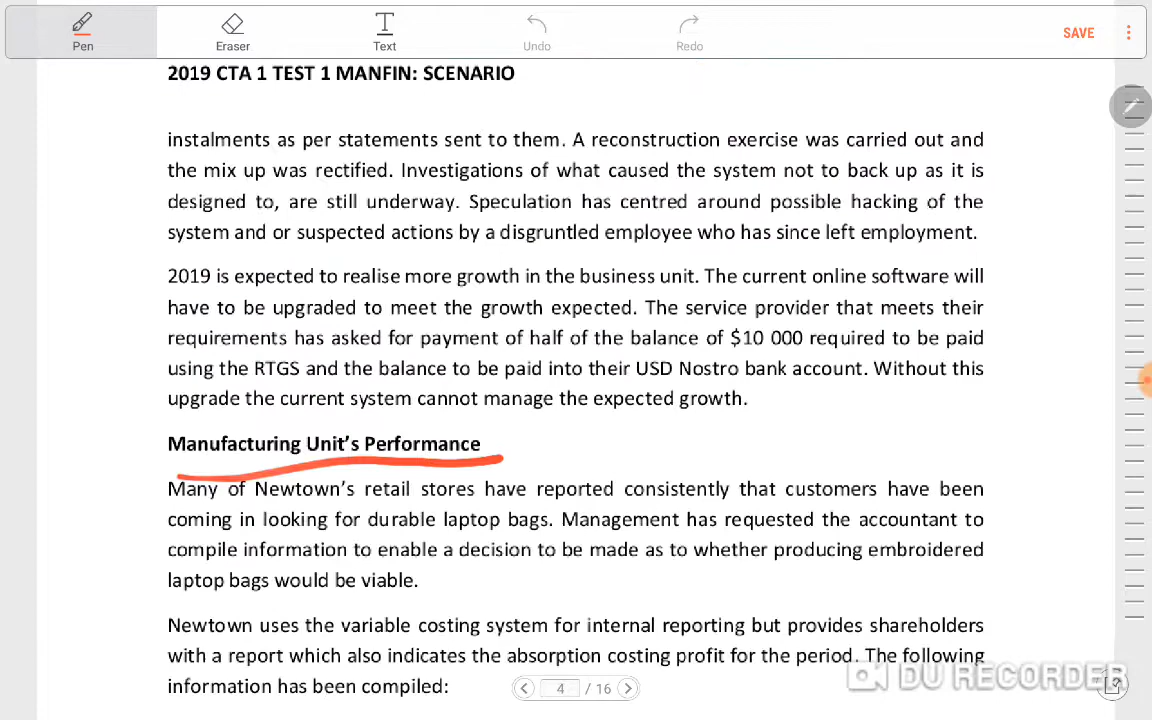 Pen
Eraser
Text
Undo
Redo
SAVE
2019 CTA 1 TEST 1 MANFIN: SCENARIO
instalments as per statements sent to them. A reconstruction exercise was carried out and
the mix up was rectified. Investigations of what caused the system not to back up as it is
designed to, are still underway. Speculation has centred around possible hacking of the
system and or suspected actions by a disgruntled employee who has since left employment.
2019 is expected to realise more growth in the business unit. The current online software will
have to be upgraded to meet the growth expected. The service provider that meets their
requirements has asked for payment of half of the balance of $10 000 required to be paid
using the RTGS and the balance to be paid into their USD Nostro bank account. Without this
upgrade the current system cannot manage the expected growth.
Manufacturing Unit's Performance
Many of Newtown's retail stores have reported consistently that customers have been
coming in looking for durable laptop bags. Management has requested the accountant to
compile information to enable a decision to be made as to whether producing embroidered
laptop bags would be viable.
Newtown uses the variable costing system for internal reporting but provides shareholders
with a report which also indicates the absorption costing profit for the period. The following
information has been compiled:
4 / 16
DU RECORDER